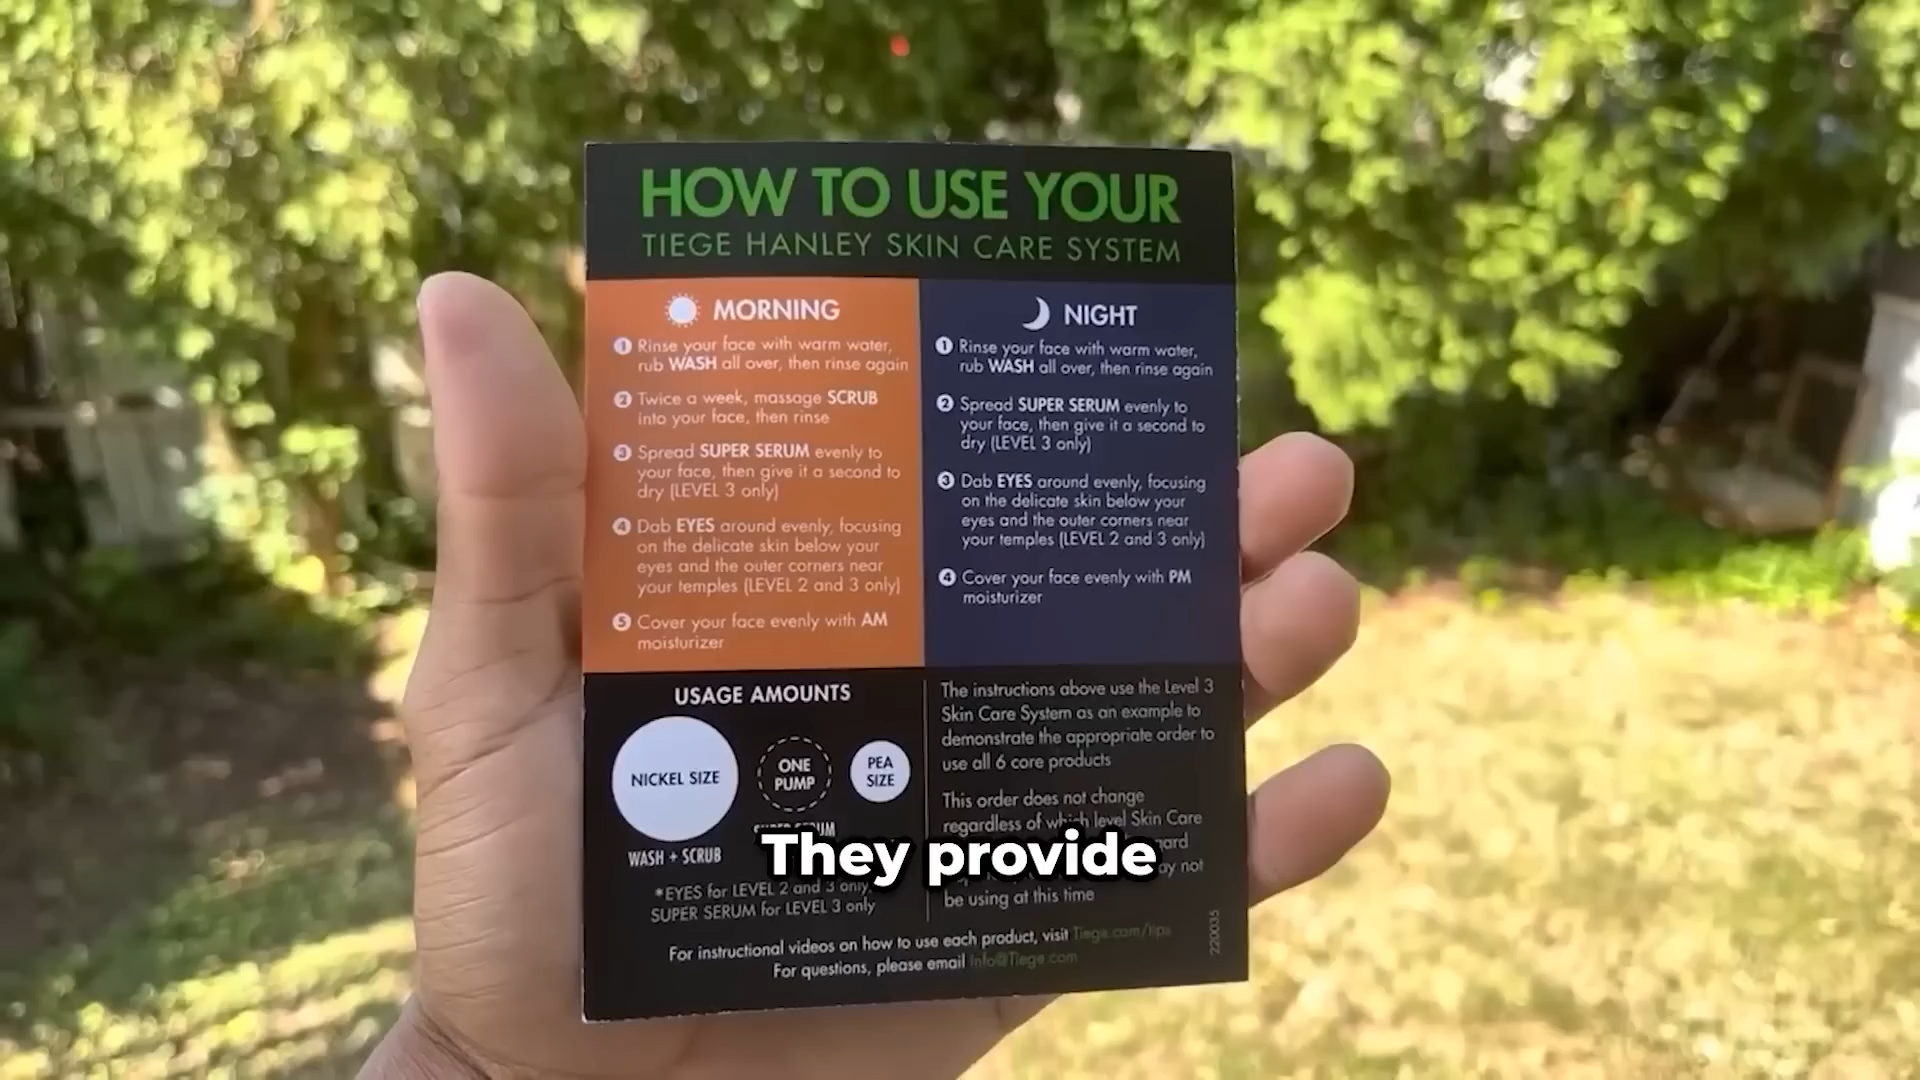 HOW TO USE YOUR
TIEGE HANLEY SKIN CARE SYSTEM
MORNING
1 Rinse your face with warm water,
rub WASH all over, then rinse again
2 Twice a week, massage SCRUB
into your face, then rinse
3 Spread SUPER SERUM evenly to
your face, then give it a second to
dry (LEVEL 3 only)
4 Dab EYES around evenly, focusing
on the delicate skin below your
eyes and the outer corners near
your temples (LEVEL 2 and 3 only)
5 Cover your face evenly with AM
moisturizer
NIGHT
1 Rinse your face with warm water,
rub WASH all over, then rinse again
2 Spread SUPER SERUM evenly to
your face, then give it a second to
dry (LEVEL 3 only)
3 Dab EYES around evenly, focusing
on the delicate skin below your
eyes and the outer corners near
your temples (LEVEL 2 and 3 only)
4 Cover your face evenly with PM
moisturizer
USAGE AMOUNTS
NICKEL SIZE
ONE
PUMP
PEA
SIZE
WASH + SCRUB
*EYES for LEVEL 2 and 3 only,
SUPER SERUM for LEVEL 3 only
The instructions above use the Level 3
Skin Care System as an example to
demonstrate the appropriate order to
use all 6 core products
This order does not change
regardless of which level Skin Care
not
be using at this time
They provide
For instructional videos on how to use each product, visit Tiege.com/tips
For questions, please email Info@Tiege.com
220035